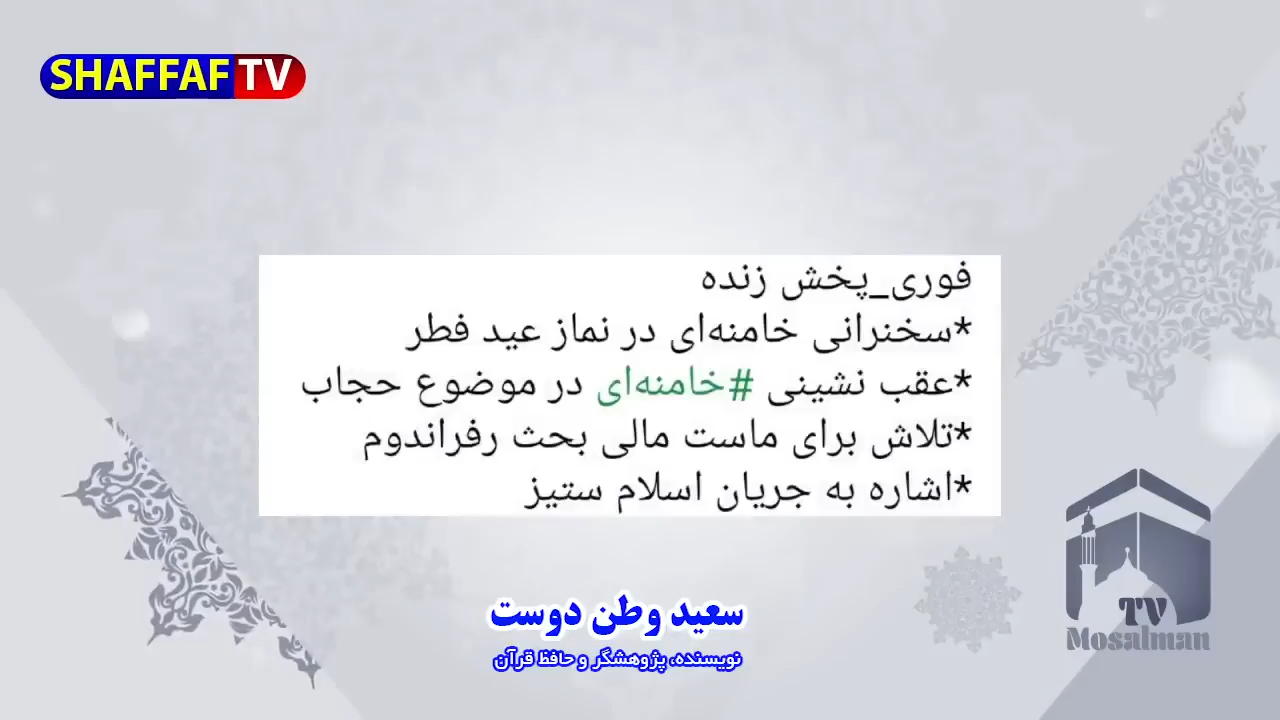 SHAFFAF TV
فوری_پخش زنده
*سخنرانی خامنه‌ای در نماز عید فطر
*عقب نشینی #خامنه‌ای در موضوع حجاب
*تلاش برای ماست مالی بحث رفراندوم
*اشاره به جریان اسلام ستیز
سعید وطن دوست
نویسنده، پژوهشگر و حافظ قرآن
TV
Mosalman